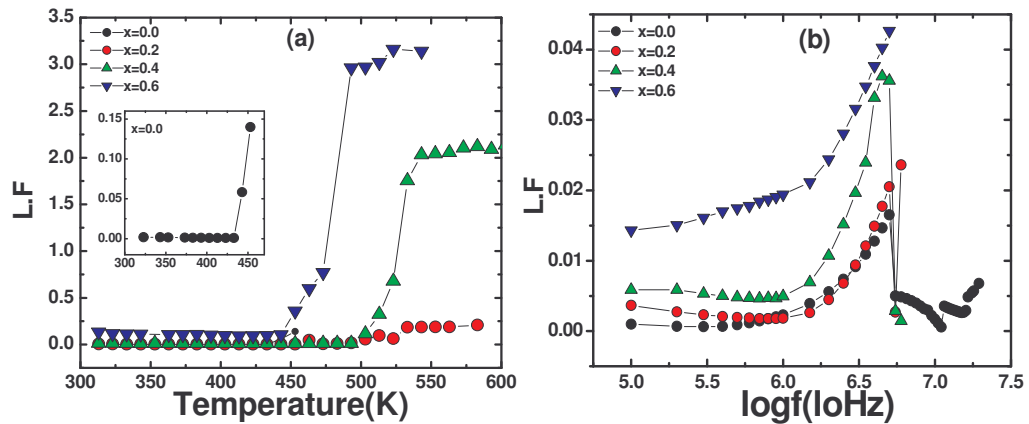 (a)
x=0.0
x=0.2
x=0.4
x=0.6
3.5
3.0
2.5
2.0
1.5
1.0
0.5
0.0
L.F
300 350 400 450 500 550 600
Temperature(K)
x=0.0
0.15
0.10
0.05
0.00
300 350 400 450
(b)
x=0.0
x=0.2
x=0.4
x=0.6
0.04
0.03
0.02
0.01
0.00
L.F
5.0 5.5 6.0 6.5 7.0 7.5
logf(loHz)